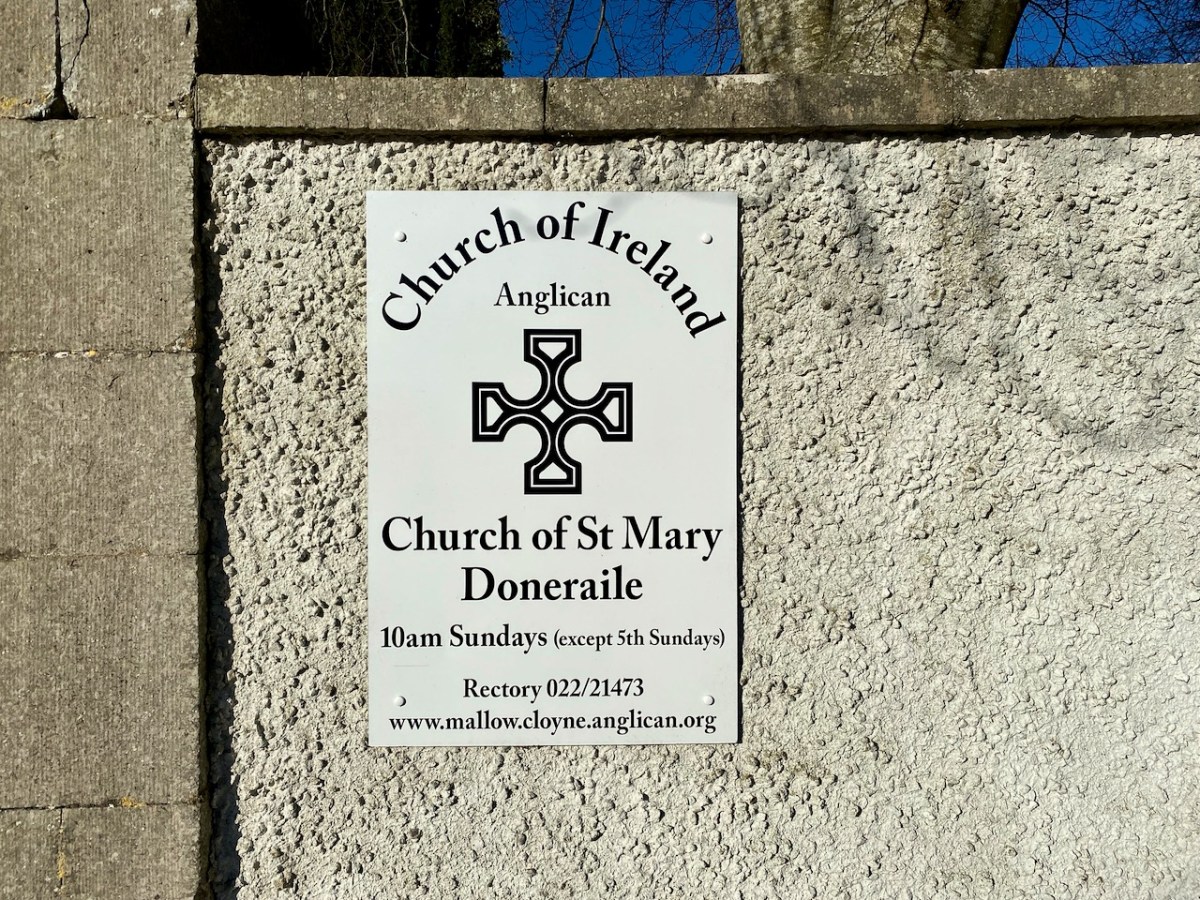 Church of Ireland
Anglican
Church of St Mary
Doneraile
10am Sundays (except 5th Sundays)
Rectory 022/21473
www.mallow.cloyne.anglican.org